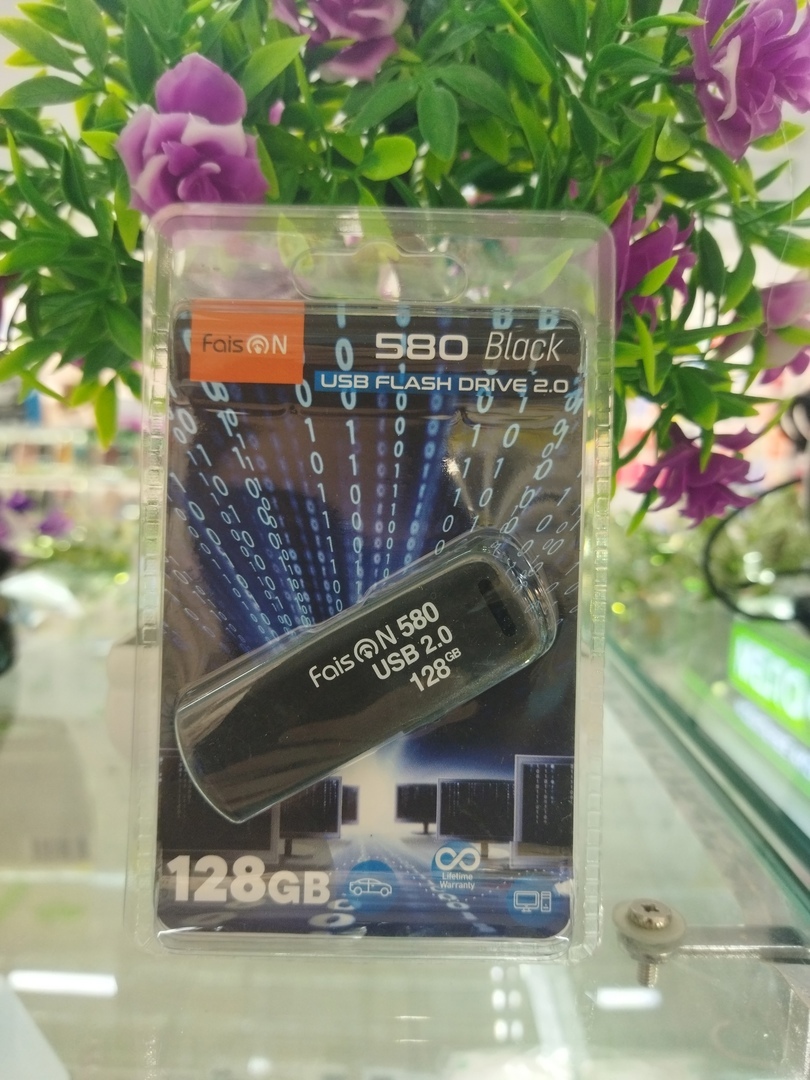 FaisON
580 Black
USB FLASH DRIVE 2.0
FaisON 580
USB 2.0
128GB
128GB
Lifetime
Warranty